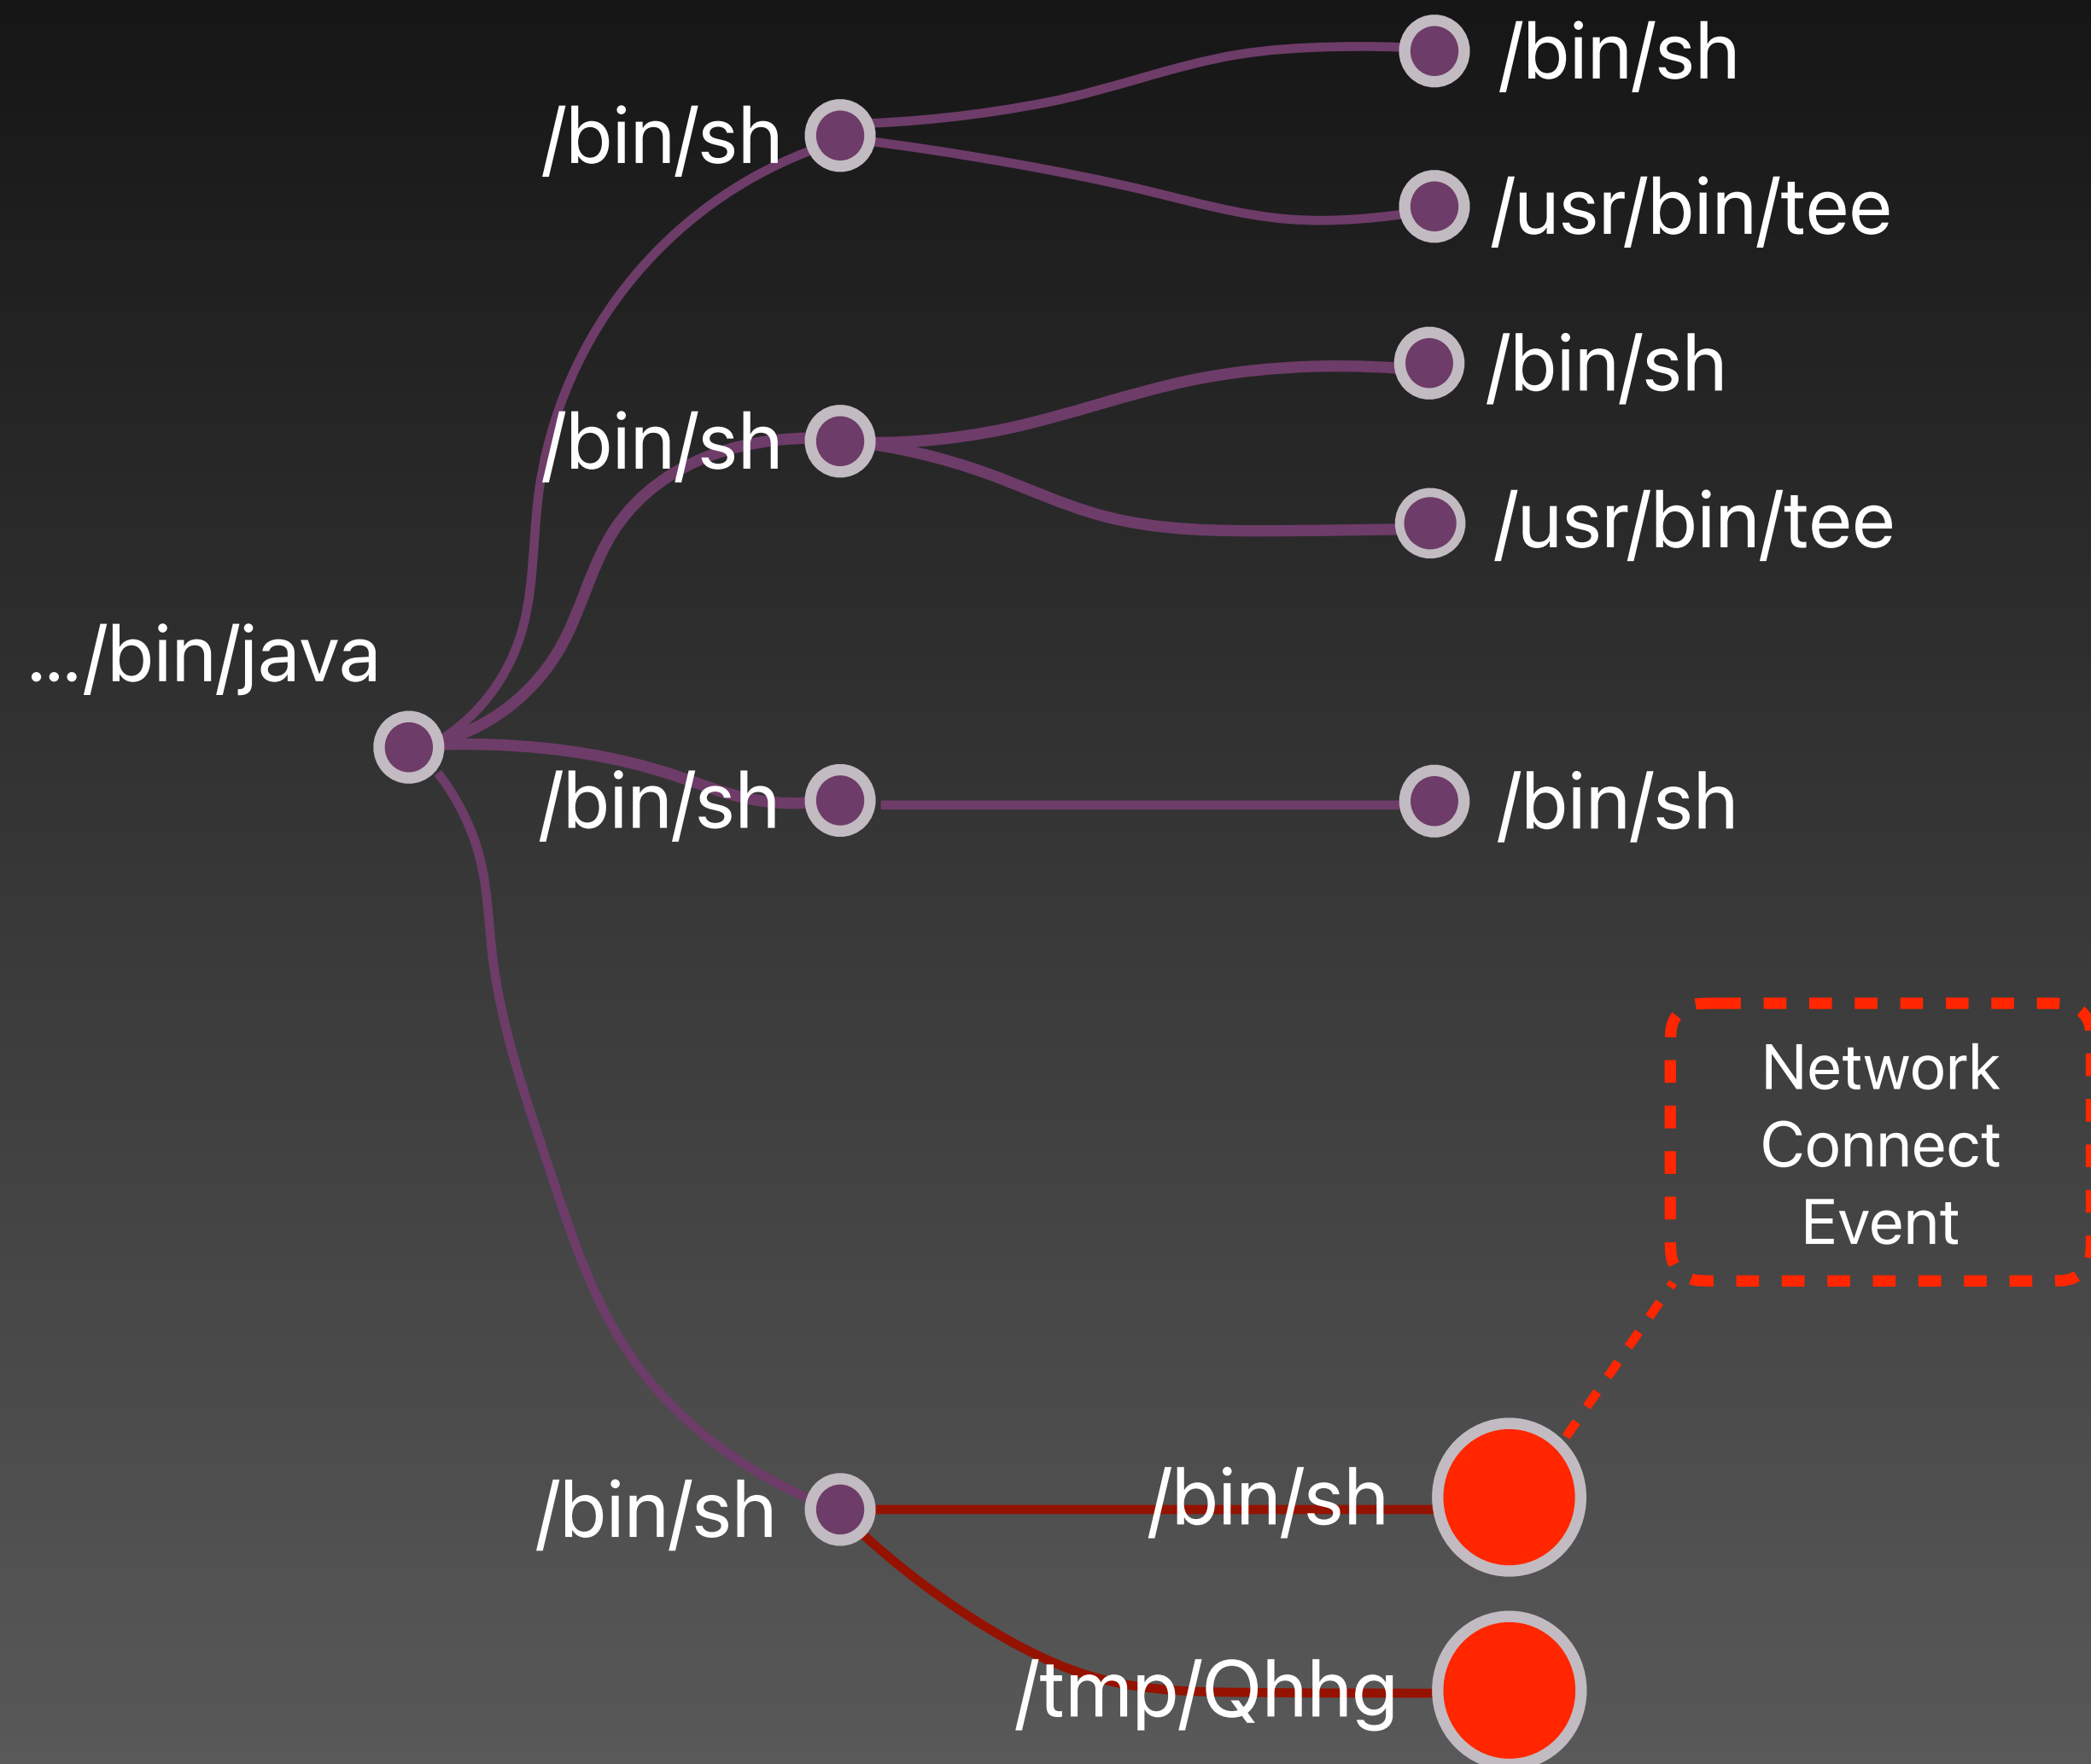 /bin/sh
/bin/sh
/usr/bin/tee
/bin/sh
/bin/sh
/usr/bin/tee
.../bin/java
/bin/sh
/bin/sh
Network
Connect
Event
/bin/sh
/bin/sh
/tmp/Qhhg